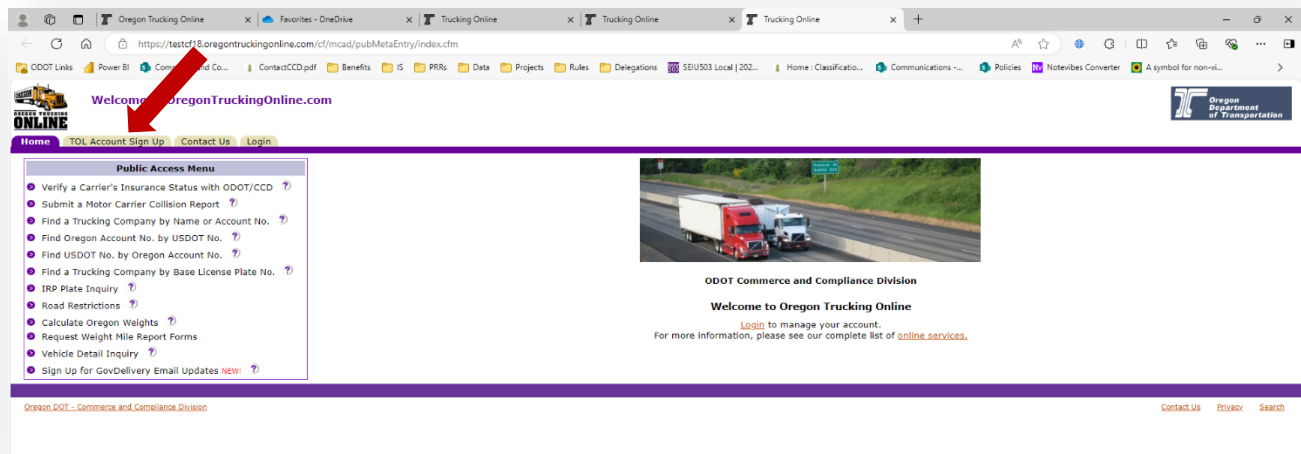 Oregon Trucking Online
Favorites - OneDrive
Trucking Online
Trucking Online
Trucking Online
https://testcf18.oregontruckingonline.com/cf/mcad/pubMetaEntry/index.cfm
ODOT Links
Power BI
ContactCCD.pdf
Benefits
IS
PRRs
Data
Projects
Rules
Delegations
SEIU503 Local | 202...
Home : Classificatio...
Communications -...
Policies
Notevibes Converter
A symbol for non-vi...
OREGON TRUCKING
ONLINE
OregonTruckingOnline.com
Oregon
Department
of Transportation
Home
TOL Account Sign Up
Contact Us
Login
Public Access Menu
Verify a Carrier's Insurance Status with ODOT/CCD
Submit a Motor Carrier Collision Report
Find a Trucking Company by Name or Account No.
Find Oregon Account No. by USDOT No.
Find USDOT No. by Oregon Account No.
Find a Trucking Company by Base License Plate No.
IRP Plate Inquiry
Road Restrictions
Calculate Oregon Weights
Request Weight Mile Report Forms
Vehicle Detail Inquiry
Sign Up for GovDelivery Email Updates NEW!
ODOT Commerce and Compliance Division
Welcome to Oregon Trucking Online
Login to manage your account.
For more information, please see our complete list of online services.
Oregon DOT - Commerce and Compliance Division
Contact Us
Privacy
Search